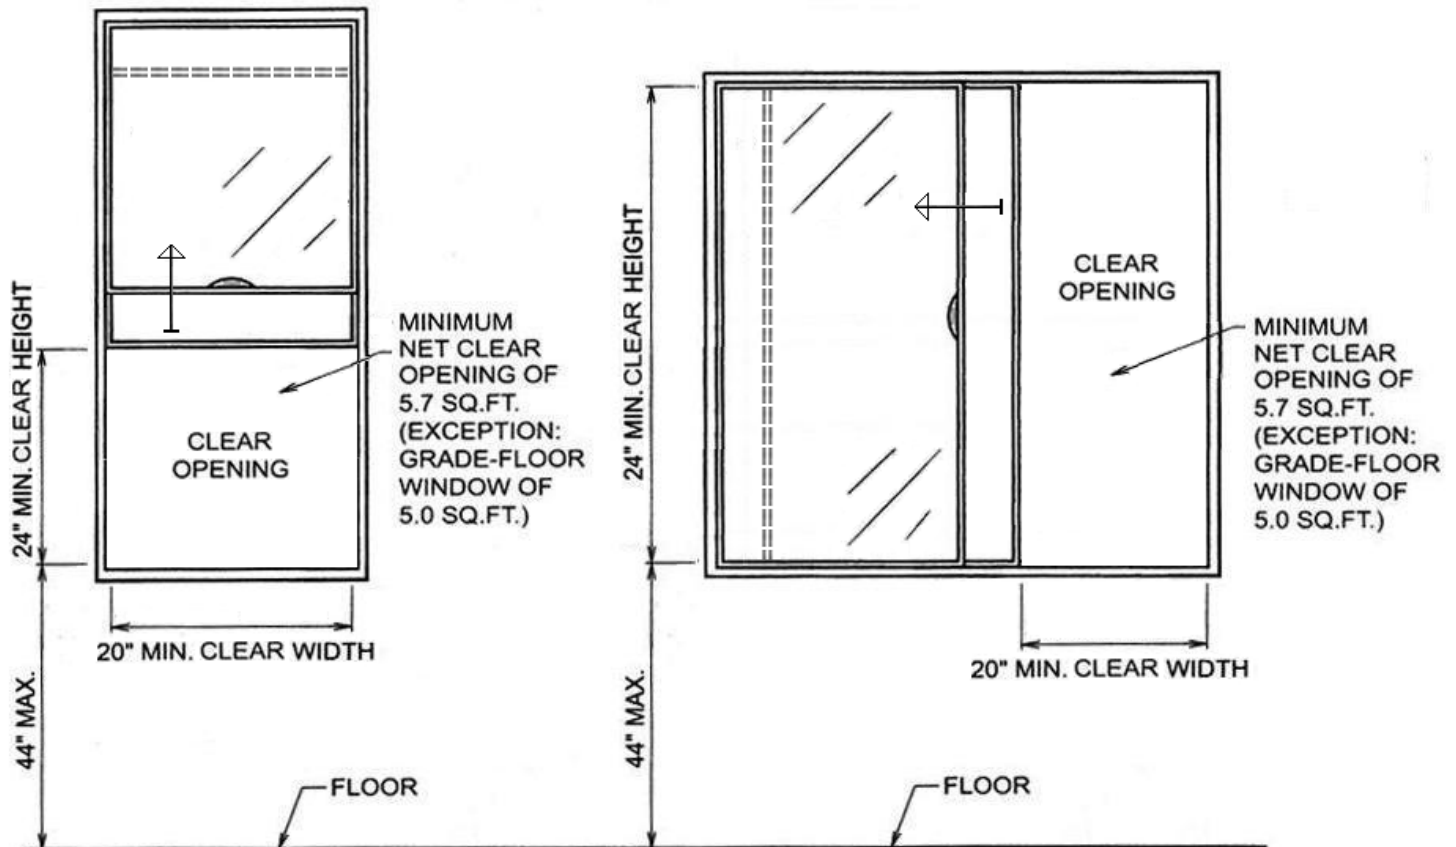 24" MIN. CLEAR HEIGHT
CLEAR
OPENING
MINIMUM
NET CLEAR
OPENING OF
5.7 SQ.FT.
(EXCEPTION:
GRADE-FLOOR
WINDOW OF
5.0 SQ.FT.)
20" MIN. CLEAR WIDTH
44" MAX.
FLOOR
24" MIN. CLEAR HEIGHT
CLEAR
OPENING
MINIMUM
NET CLEAR
OPENING OF
5.7 SQ.FT.
(EXCEPTION:
GRADE-FLOOR
WINDOW OF
5.0 SQ.FT.)
20" MIN. CLEAR WIDTH
44" MAX.
FLOOR